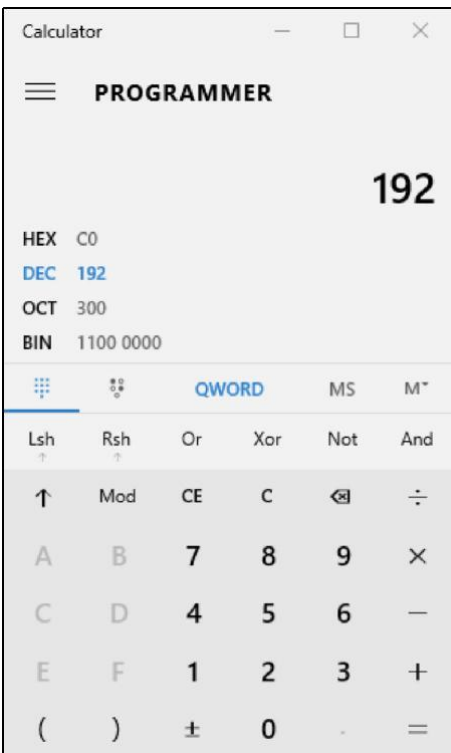 Calculator
PROGRAMMER
192
HEX C0
DEC 192
OCT 300
BIN 1100 0000
QWORD MS M˅
Lsh Rsh Or Xor Not And
↑ Mod CE C ⌫ ÷
A B 7 8 9 ×
C D 4 5 6 −
E F 1 2 3 +
( ) ± 0 . =